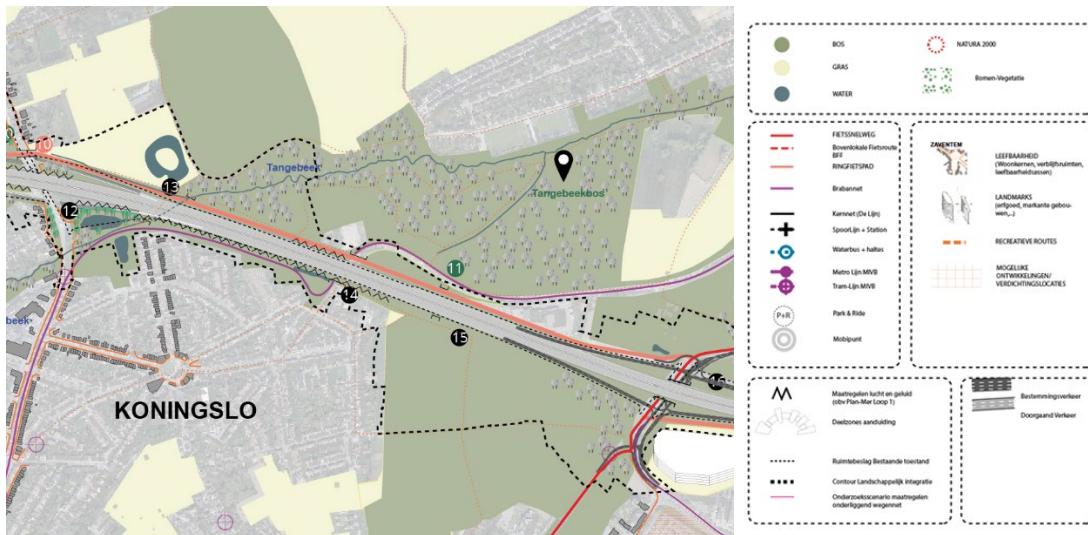 10
13
Tangebeek
Tangebeekbos
12
11
14
15
beek
KONINGSLO
BOS
GRAS
WATER
NATURA 2000
Bomen-Vegetatie
FIETSSNELWEG
Bovenlokale Fietsroute
BFF
RINGFIETSPAD
Brabannet
Kernnet (De Lijn)
SpoorLijn + Station
Waterbus + haltes
Metro Lijn MIVB
Tram-Lijn MIVB
P+R
Park & Ride
Mobipunt
ZAVENTEM
LEEFBAARHEID
(Woonkernen, verblijfsruimten,
leefbaarheidtussen)
LANDMARKS
(erfgoed, markante gebou-
wen,..)
RECREATIEVE ROUTES
MOGELIJKE
ONTWIKKELINGEN/
VERDICHTINGSLOCATIES
Maatregelen lucht en geluid
(obv Plan-Mer Loop 1)
Deelzones aanduiding
Ruimtebeslag Bestaande toestand
Contour Landschappelijk integratie
Onderzoeksscenario maatregelen
onderliggend wegennet
Bestemmingsverkeer
Doorgaand Verkeer